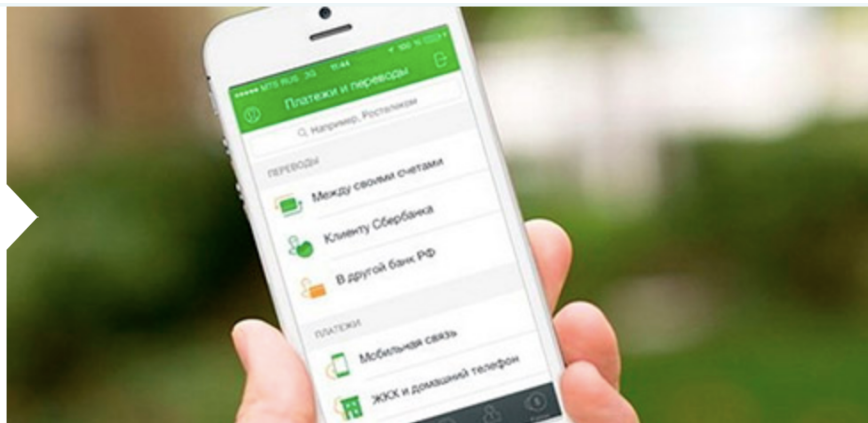 MTS RUS 3G 11:44
Платежи и переводы
Например, Ростелеком
ПЕРЕВОДЫ
Между своими счетами
Клиенту Сбербанка
В другой банк РФ
ПЛАТЕЖИ
Мобильная связь
ЖКХ и домашний телефон